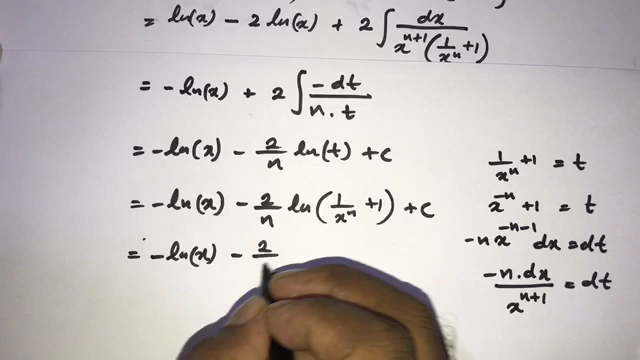 = ln(x) - 2 ln(x) + 2 ∫ dx / x^(n+1) (1/x^n + 1)
= -ln(x) + 2 ∫ -dt / n.t
= -ln(x) - 2/n ln(t) + c
= -ln(x) - 2/n ln(1/x^n + 1) + c
= -ln(x) - 2/
1/x^n + 1 = t
x^-n + 1 = t
-n x^(-n-1) dx = dt
-n.dx / x^(n+1) = dt